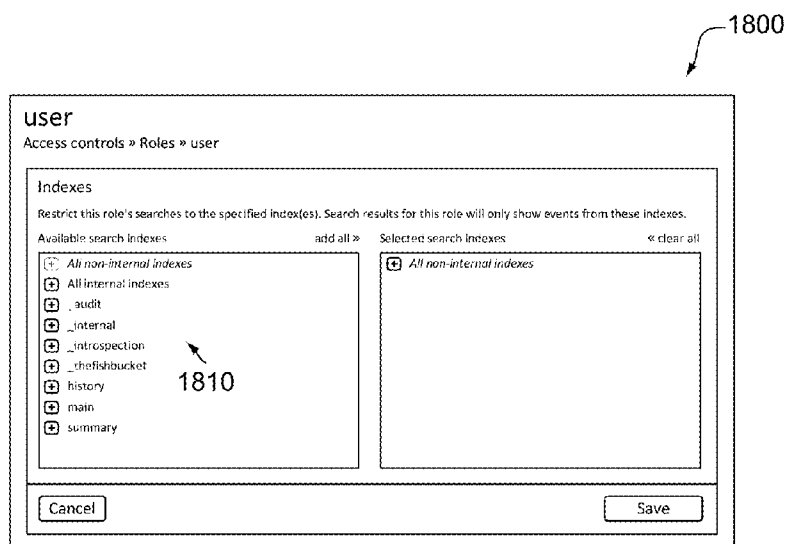 1800
user
Access controls » Roles » user
Indexes
Restrict this role's searches to the specified index(es). Search results for this role will only show events from these indexes.
Available search indexes add all » Selected search indexes « clear all
All non-internal indexes
All internal indexes
_audit
_internal
_introspection
_thefishbucket
history
main
summary
1810
All non-internal indexes
Cancel Save